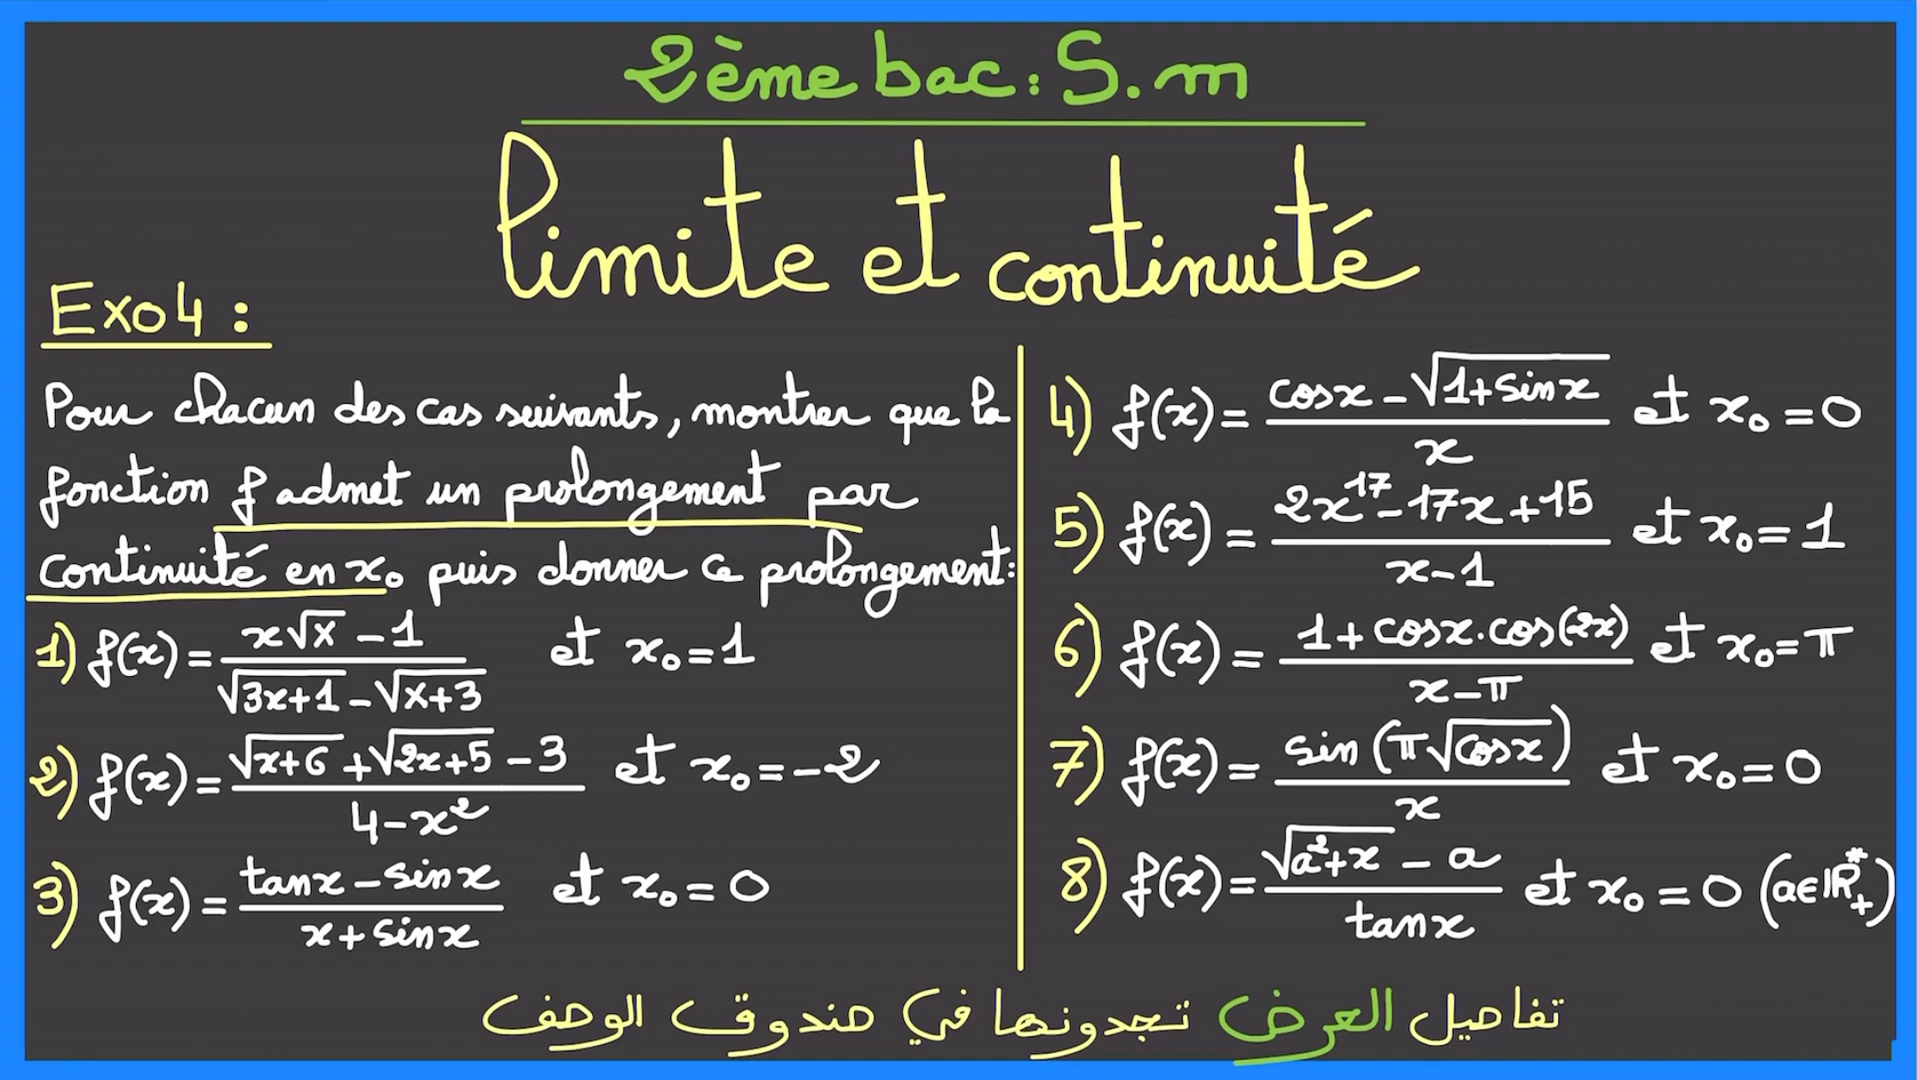 2ème bac : S.m
limite et continuité
Exo4 :
Pour chacun des cas suivants, montrer que la
fonction f admet un prolongement par
continuité en x₀ puis donner ce prolongement:
1) f(x) = (x√x - 1)/(√(3x+1) - √(x+3)) et x₀ = 1
2) f(x) = (√(x+6) + √(2x+5) - 3)/(4 - x²) et x₀ = -2
3) f(x) = (tanx - sinx)/(x + sinx) et x₀ = 0
4) f(x) = (cosx - √(1+sinx))/x et x₀ = 0
5) f(x) = (2x¹⁷ - 17x + 15)/(x - 1) et x₀ = 1
6) f(x) = (1 + cosx.cos(2x))/(x - π) et x₀ = π
7) f(x) = sin(π√(cosx))/x et x₀ = 0
8) f(x) = (√(a²+x) - a)/tanx et x₀ = 0 (a∈ℝ₊*)
تفاصيل العرض تجدونها في صندوق الوصف